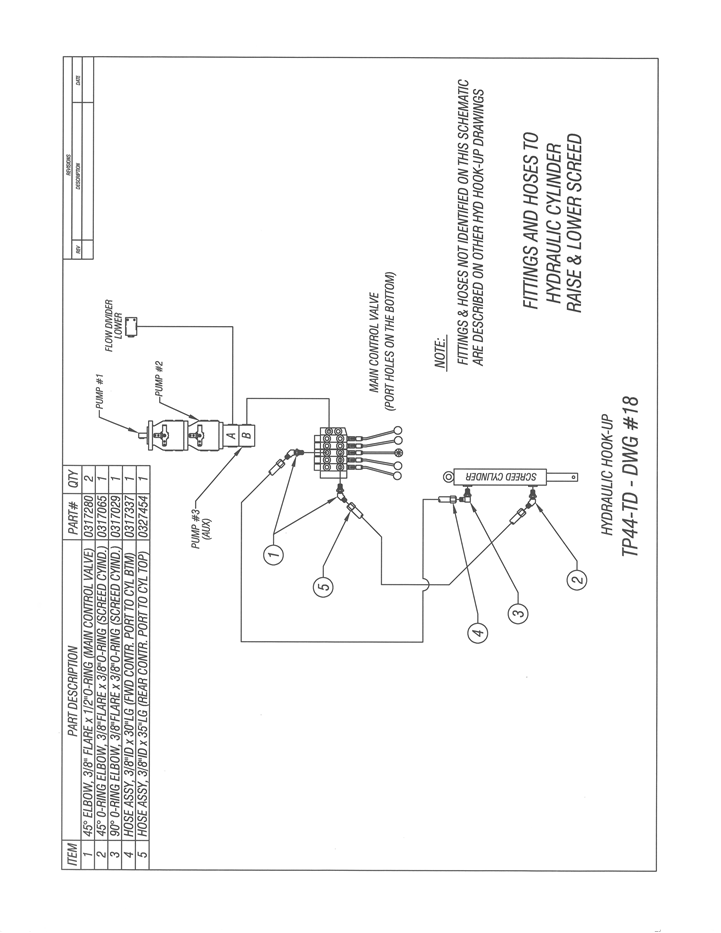 ITEM PART DESCRIPTION PART# QTY
1 45° ELBOW, 3/8" FLARE x 1/2"O-RING (MAIN CONTROL VALVE) 0317280 2
2 45° O-RING ELBOW, 3/8"FLARE x 3/8"O-RING (SCREED CYIND.) 0317065 1
3 90° O-RING ELBOW, 3/8"FLARE x 3/8"O-RING (SCREED CYIND.) 0317029 1
4 HOSE ASSY, 3/8"ID x 30"LG (FWD CONTR. PORT TO CYL BTM) 0317337 1
5 HOSE ASSY, 3/8"ID x 35"LG (REAR CONTR. PORT TO CYL TOP) 0327454 1
REVISIONS
REV DESCRIPTION DATE
PUMP #1
FLOW DIVIDER
LOWER
PUMP #2
A
B
PUMP #3
(AUX)
1
5
MAIN CONTROL VALVE
(PORT HOLES ON THE BOTTOM)
4
3
2
SCREED CYLINDER
NOTE:
FITTINGS & HOSES NOT IDENTIFIED ON THIS SCHEMATIC
ARE DESCRIBED ON OTHER HYD HOOK-UP DRAWINGS
FITTINGS AND HOSES TO
HYDRAULIC CYLINDER
RAISE & LOWER SCREED
HYDRAULIC HOOK-UP
TP44-TD - DWG #18